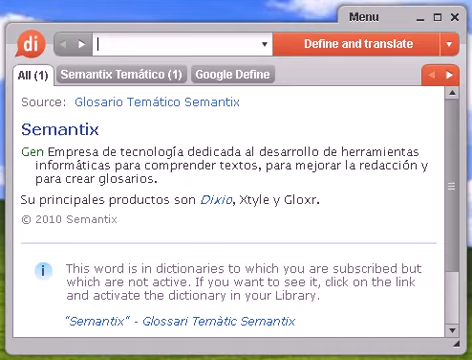 Menu
di
Define and translate
All (1)
Semantix Temático (1)
Google Define
Source: Glosario Temático Semantix
Semantix
Gen Empresa de tecnología dedicada al desarrollo de herramientas
informáticas para comprender textos, para mejorar la redacción y
para crear glosarios.
Su principales producten son Dixio, Xtyle y Gloxr.
© 2010 Semantix
i
This word is in dictionaries to which you are subscribed but
which are not active. If you want to see it, click on the link
and activate the dictionary in your Library.
"Semantix" - Glossari Temàtic Semantix